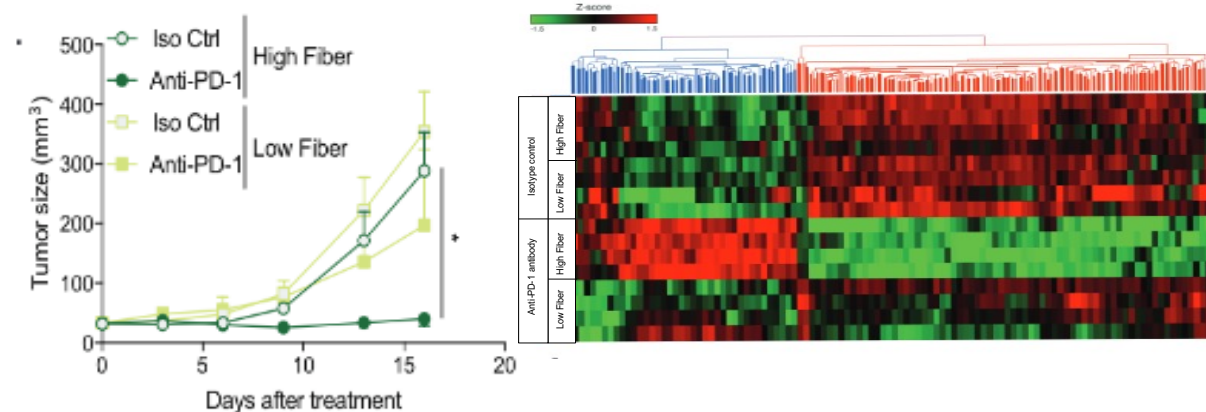 Iso Ctrl
Anti-PD-1
High Fiber
Iso Ctrl
Anti-PD-1
Low Fiber
500
400
300
200
100
0
Tumor size (mm³)
0
5
10
15
20
Days after treatment
*
Z-score
-1.5
0
1.5
Isotype control
High Fiber
Low Fiber
Anti-PD-1 antibody
High Fiber
Low Fiber